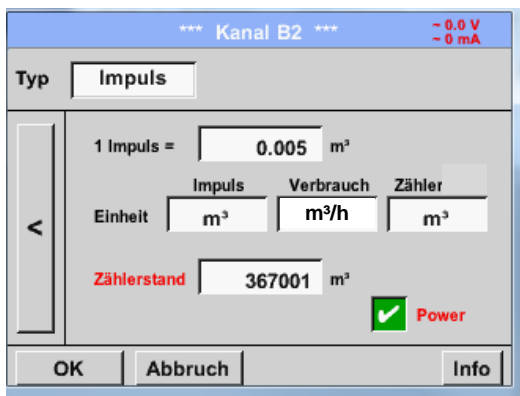 *** Kanal B2 ***
~ 0.0 V
~ 0 mA
Typ Impuls
1 Impuls = 0.005 m³
Impuls Verbrauch Zähler
Einheit m³ m³/h m³
<
Zählerstand 367001 m³
Power
OK Abbruch Info